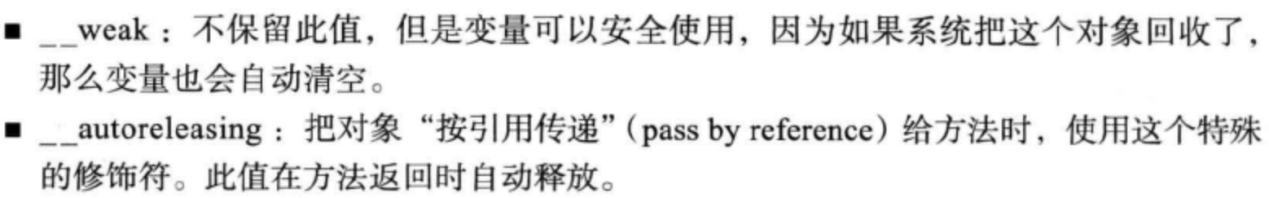 ■ __weak：不保留此值，但是变量可以安全使用，因为如果系统把这个对象回收了，
那么变量也会自动清空。
■ __autoreleasing：把对象“按引用传递”（pass by reference）给方法时，使用这个特殊
的修饰符。此值在方法返回时自动释放。